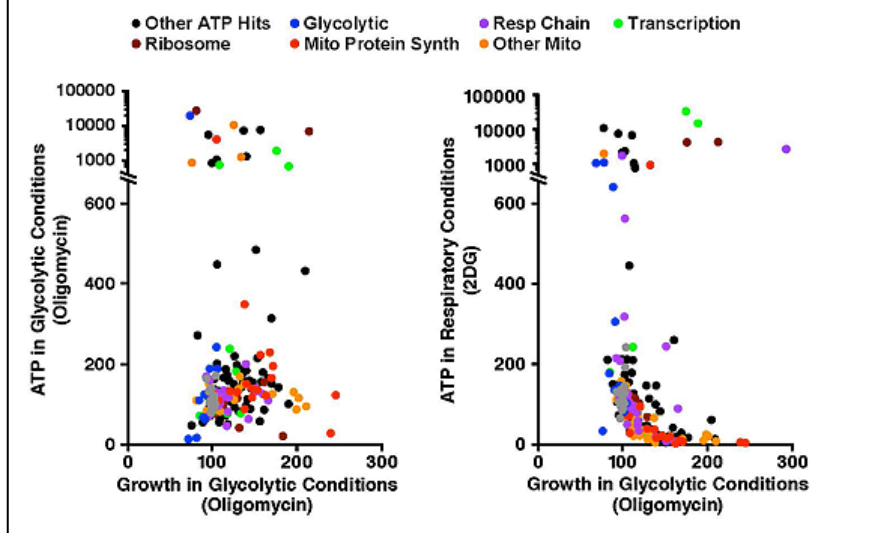 Other ATP Hits Glycolytic Resp Chain Transcription
Ribosome Mito Protein Synth Other Mito
ATP in Glycolytic Conditions
(Oligomycin)
100000
10000
1000
600
400
200
0
0 100 200 300
Growth in Glycolytic Conditions
(Oligomycin)
ATP in Respiratory Conditions
(2DG)
100000
10000
1000
600
400
200
0
0 100 200 300
Growth in Glycolytic Conditions
(Oligomycin)